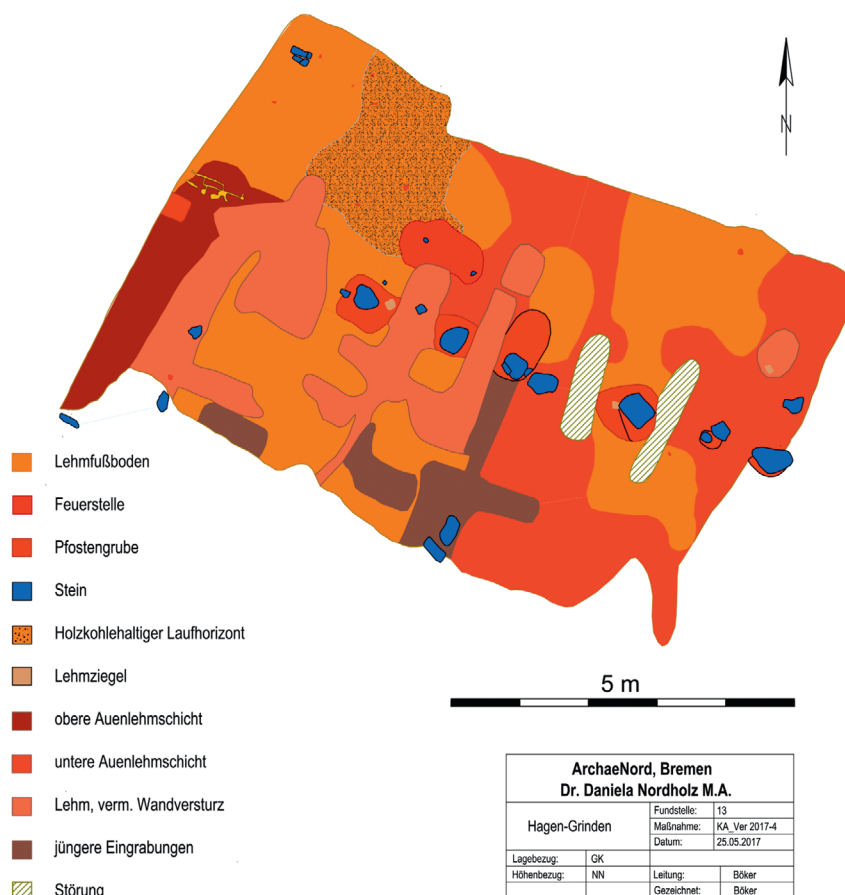 N
Lehmfußboden
Feuerstelle
Pfostengrube
Stein
Holzkohlehaltiger Laufhorizont
Lehmziegel
obere Auenlehmschicht
untere Auenlehmschicht
Lehm, verm. Wandversturz
jüngere Eingrabungen
Störung
5 m
ArchaeNord, Bremen
Dr. Daniela Nordholz M.A.
Hagen-Grinden
Fundstelle: 13
Maßnahme: KA_Ver 2017-4
Datum: 25.05.2017
Lagebezug: GK
Höhenbezug: NN Leitung: Böker
Gezeichnet: Böker